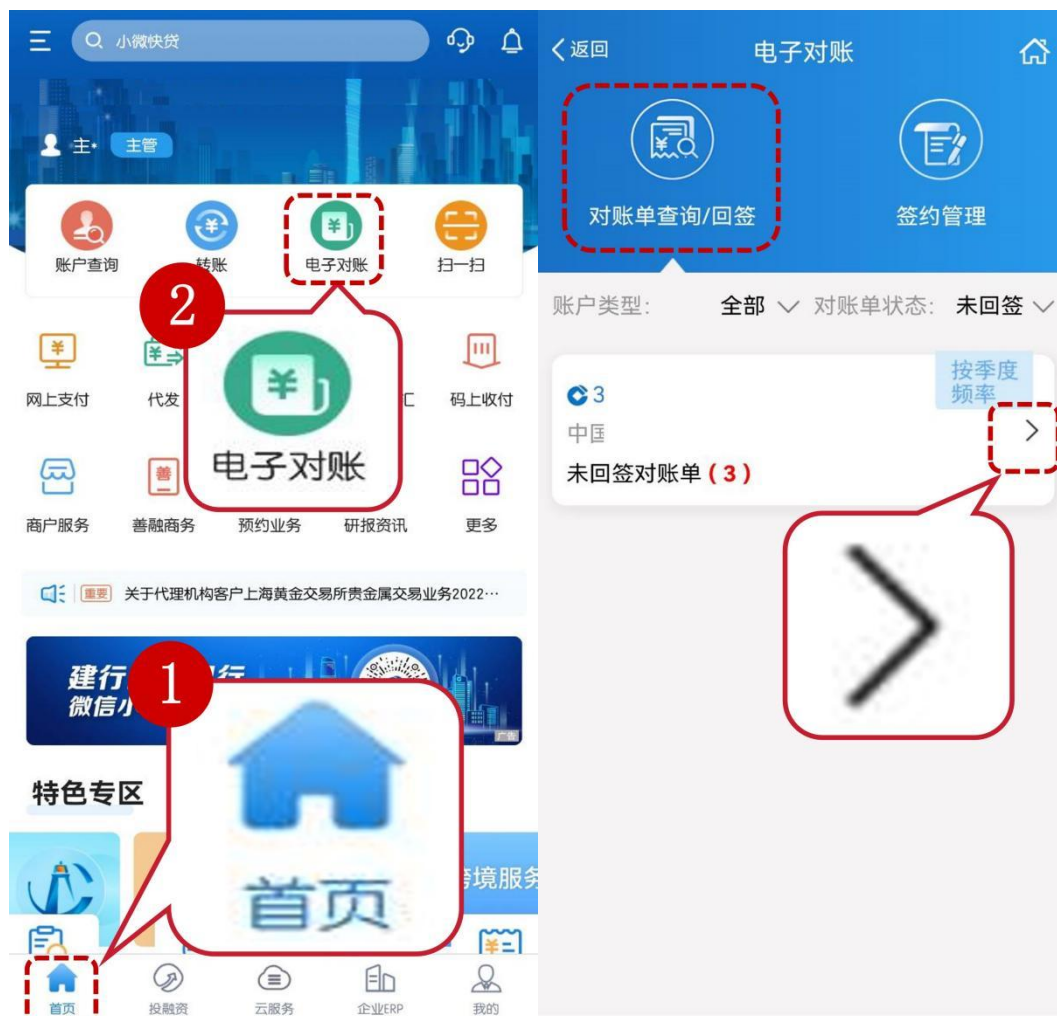 小微快贷
主*
主管
账户查询
转账
电子对账
扫一扫
2
网上支付
代发
电子对账
汇
码上收付
商户服务
善
善融商务
预约业务
研报资讯
更多
重要
关于代理机构客户上海黄金交易所贵金属交易业务2022…
建行
行
微信小
广告
1
特色专区
首页
跨境服务
首页
投融资
云服务
企业ERP
我的
返回
电子对账
对账单查询/回签
签约管理
账户类型:
全部
对账单状态:
未回签
按季度
频率
3
中国
未回签对账单(3)